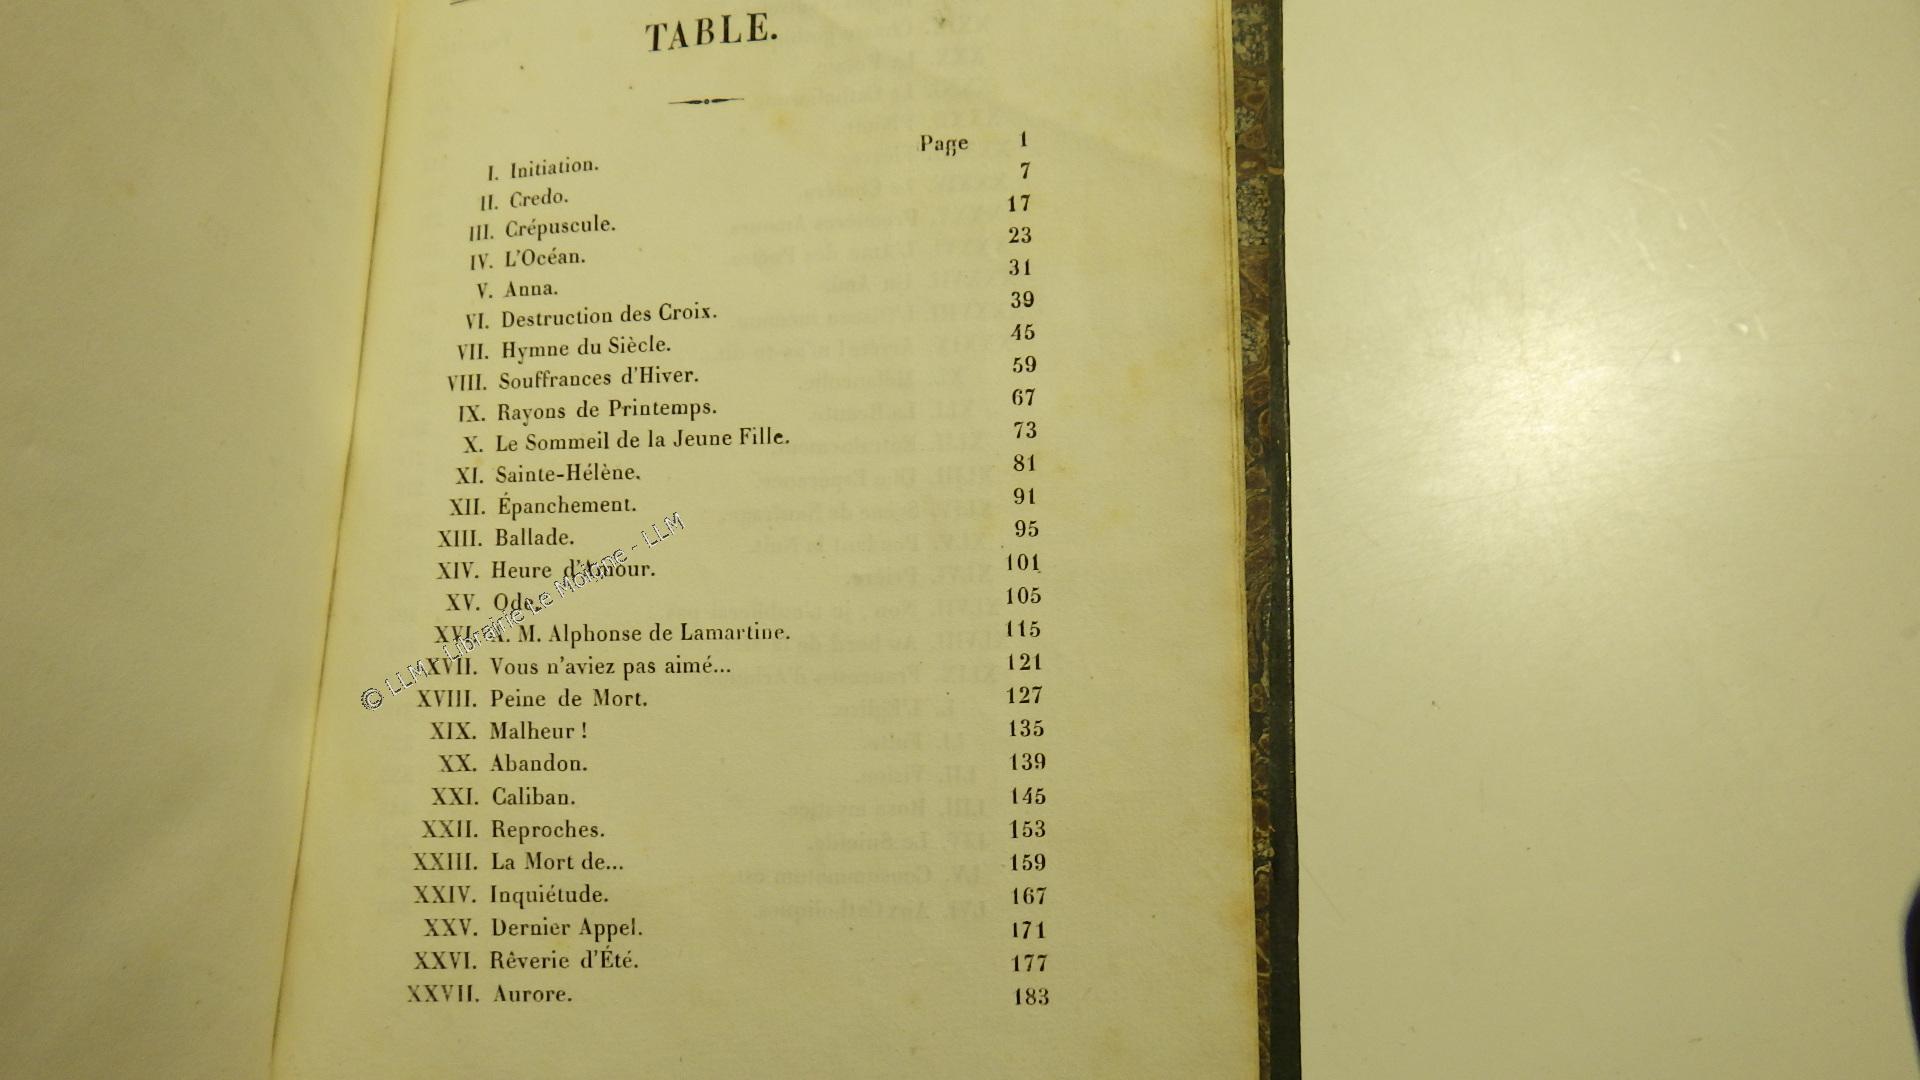 TABLE.
Page 1
I. Initiation. 7
II. Credo. 17
III. Crépuscule. 23
IV. L'Océan. 31
V. Anna. 39
VI. Destruction des Croix. 45
VII. Hymne du Siècle. 59
VIII. Souffrances d'Hiver. 67
IX. Rayons de Printemps. 73
X. Le Sommeil de la Jeune Fille. 81
XI. Sainte-Hélène. 91
XII. Épanchement. 95
XIII. Ballade. 101
XIV. Heure d'Amour. 105
XV. Ode. 115
XVI. A. M. Alphonse de Lamartine. 121
XVII. Vous n'aviez pas aimé... 127
XVIII. Peine de Mort. 135
XIX. Malheur ! 139
XX. Abandon. 145
XXI. Caliban. 153
XXII. Reproches. 159
XXIII. La Mort de... 167
XXIV. Inquiétude. 171
XXV. Dernier Appel. 177
XXVI. Rêverie d'Été. 183
XXVII. Aurore.
© LLM - Librairie Le Moigne - LLM